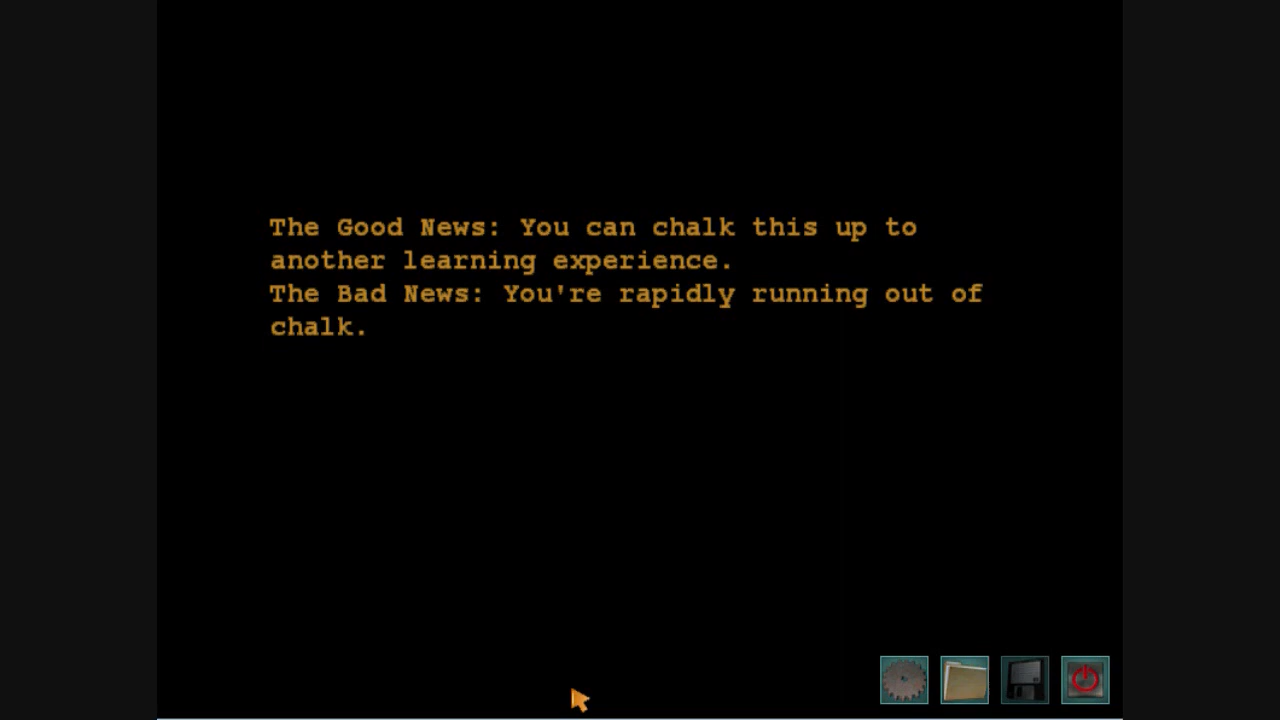 The Good News: You can chalk this up to
another learning experience.
The Bad News: You're rapidly running out of
chalk.